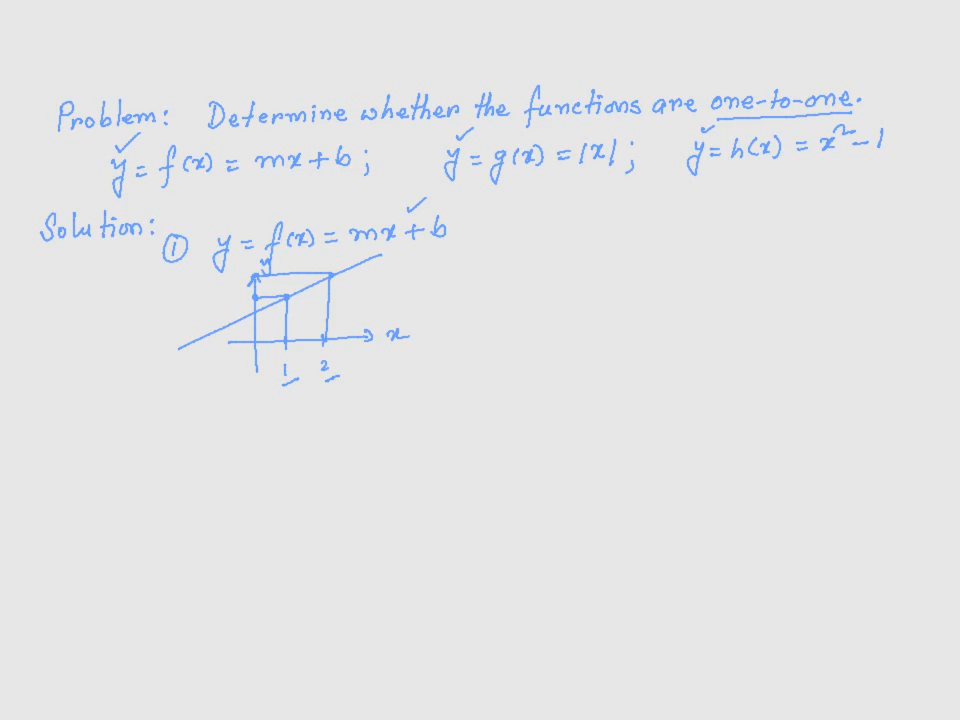 Problem: Determine whether the functions are one-to-one.
y = f(x) = mx + b ; y = g(x) = |x| ; y = h(x) = x² - 1
Solution: ① y = f(x) = mx + b
y
x
1 2